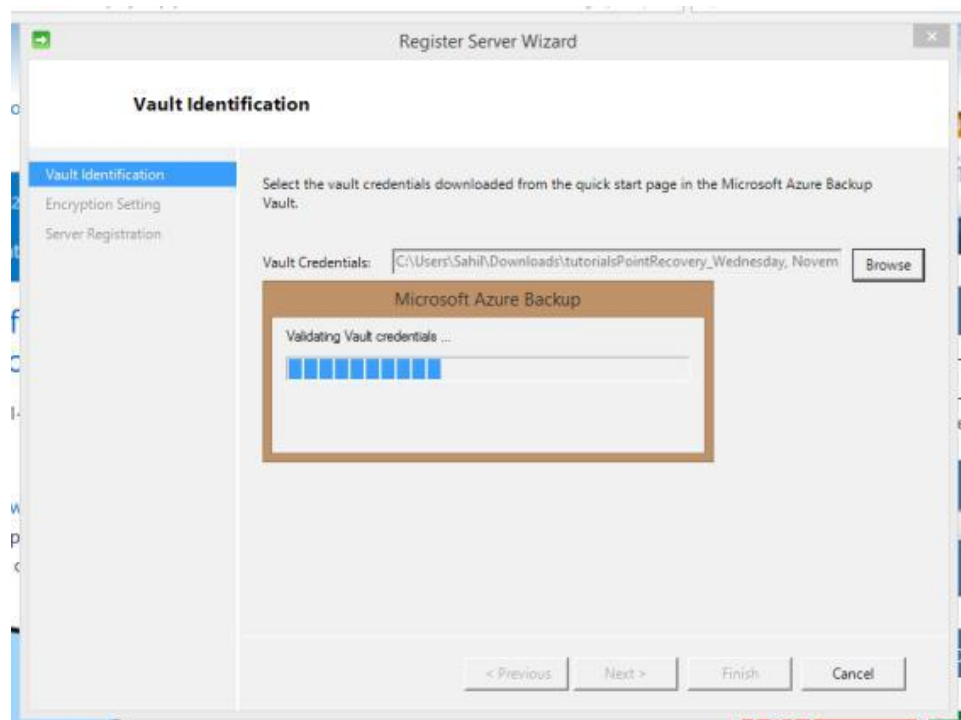 Register Server Wizard
Vault Identification
Vault Identification
Encryption Setting
Server Registration
Select the vault credentials downloaded from the quick start page in the Microsoft Azure Backup
Vault.
Vault Credentials: C:\Users\Sahil\Downloads\tutorialsPointRecovery_Wednesday, Novem Browse
Microsoft Azure Backup
Validating Vault credentials ...
< Previous Next > Finish Cancel